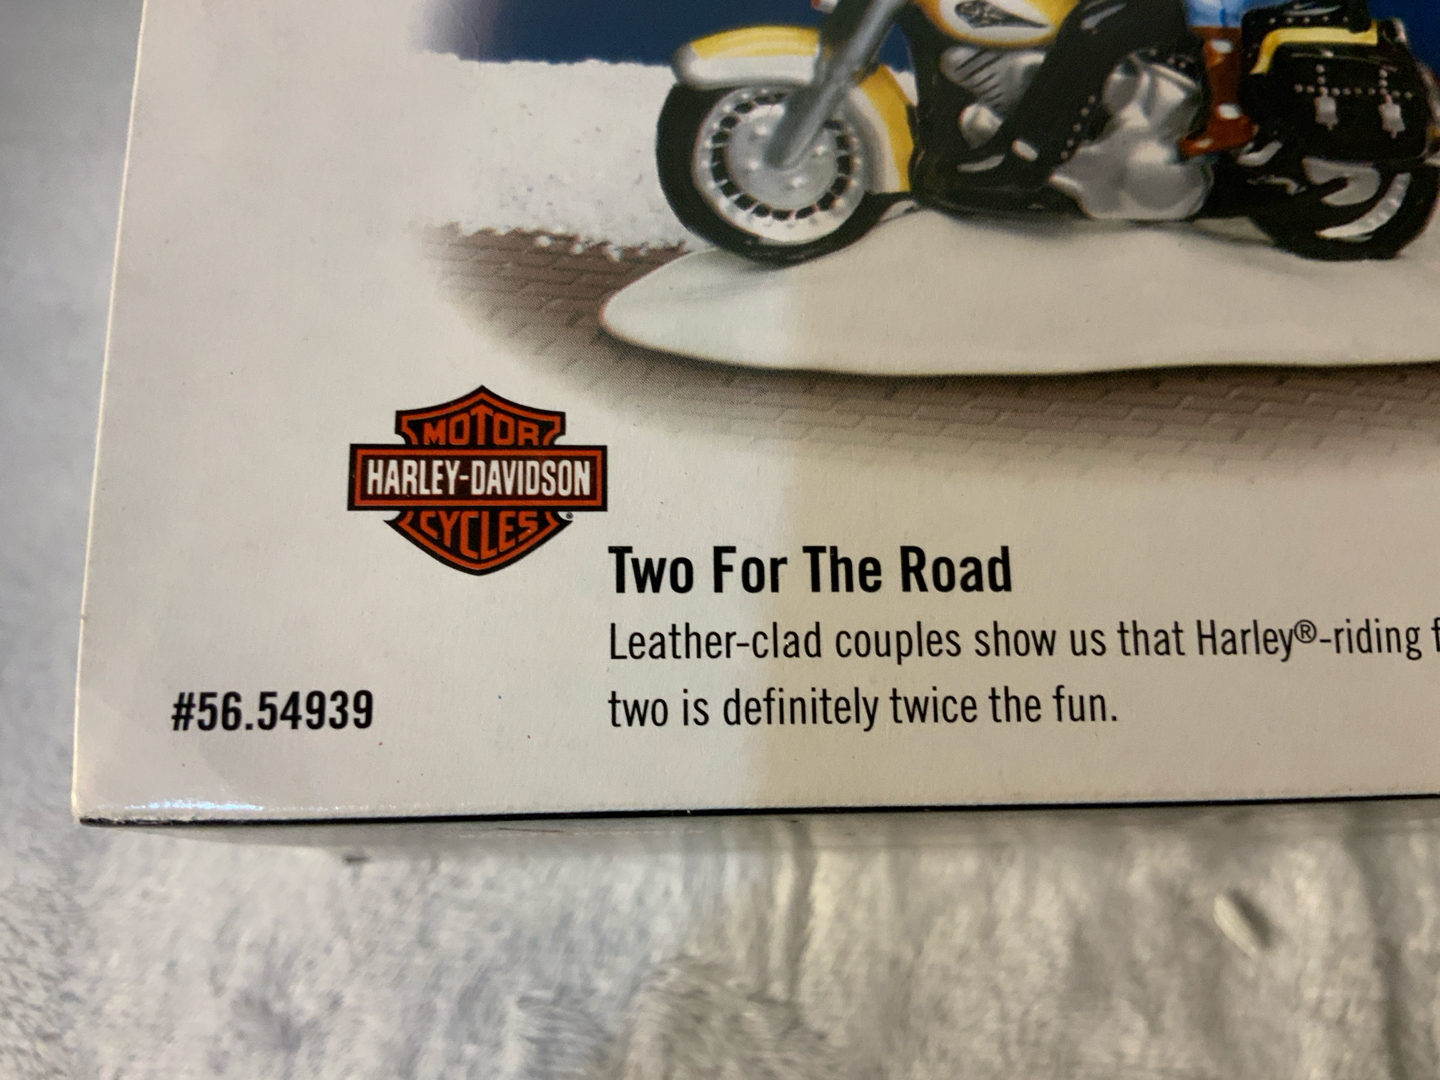 MOTOR
HARLEY-DAVIDSON
CYCLES
®
Two For The Road
Leather-clad couples show us that Harley®-riding f
two is definitely twice the fun.
#56.54939